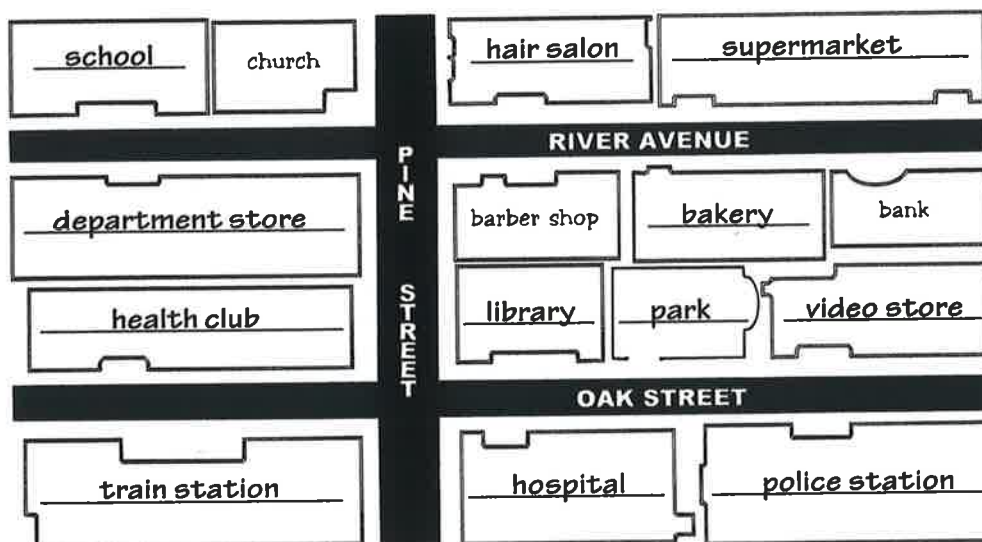 school
church
hair salon
supermarket
RIVER AVENUE
PINE STREET
department store
barber shop
bakery
bank
health club
library
park
video store
OAK STREET
train station
hospital
police station